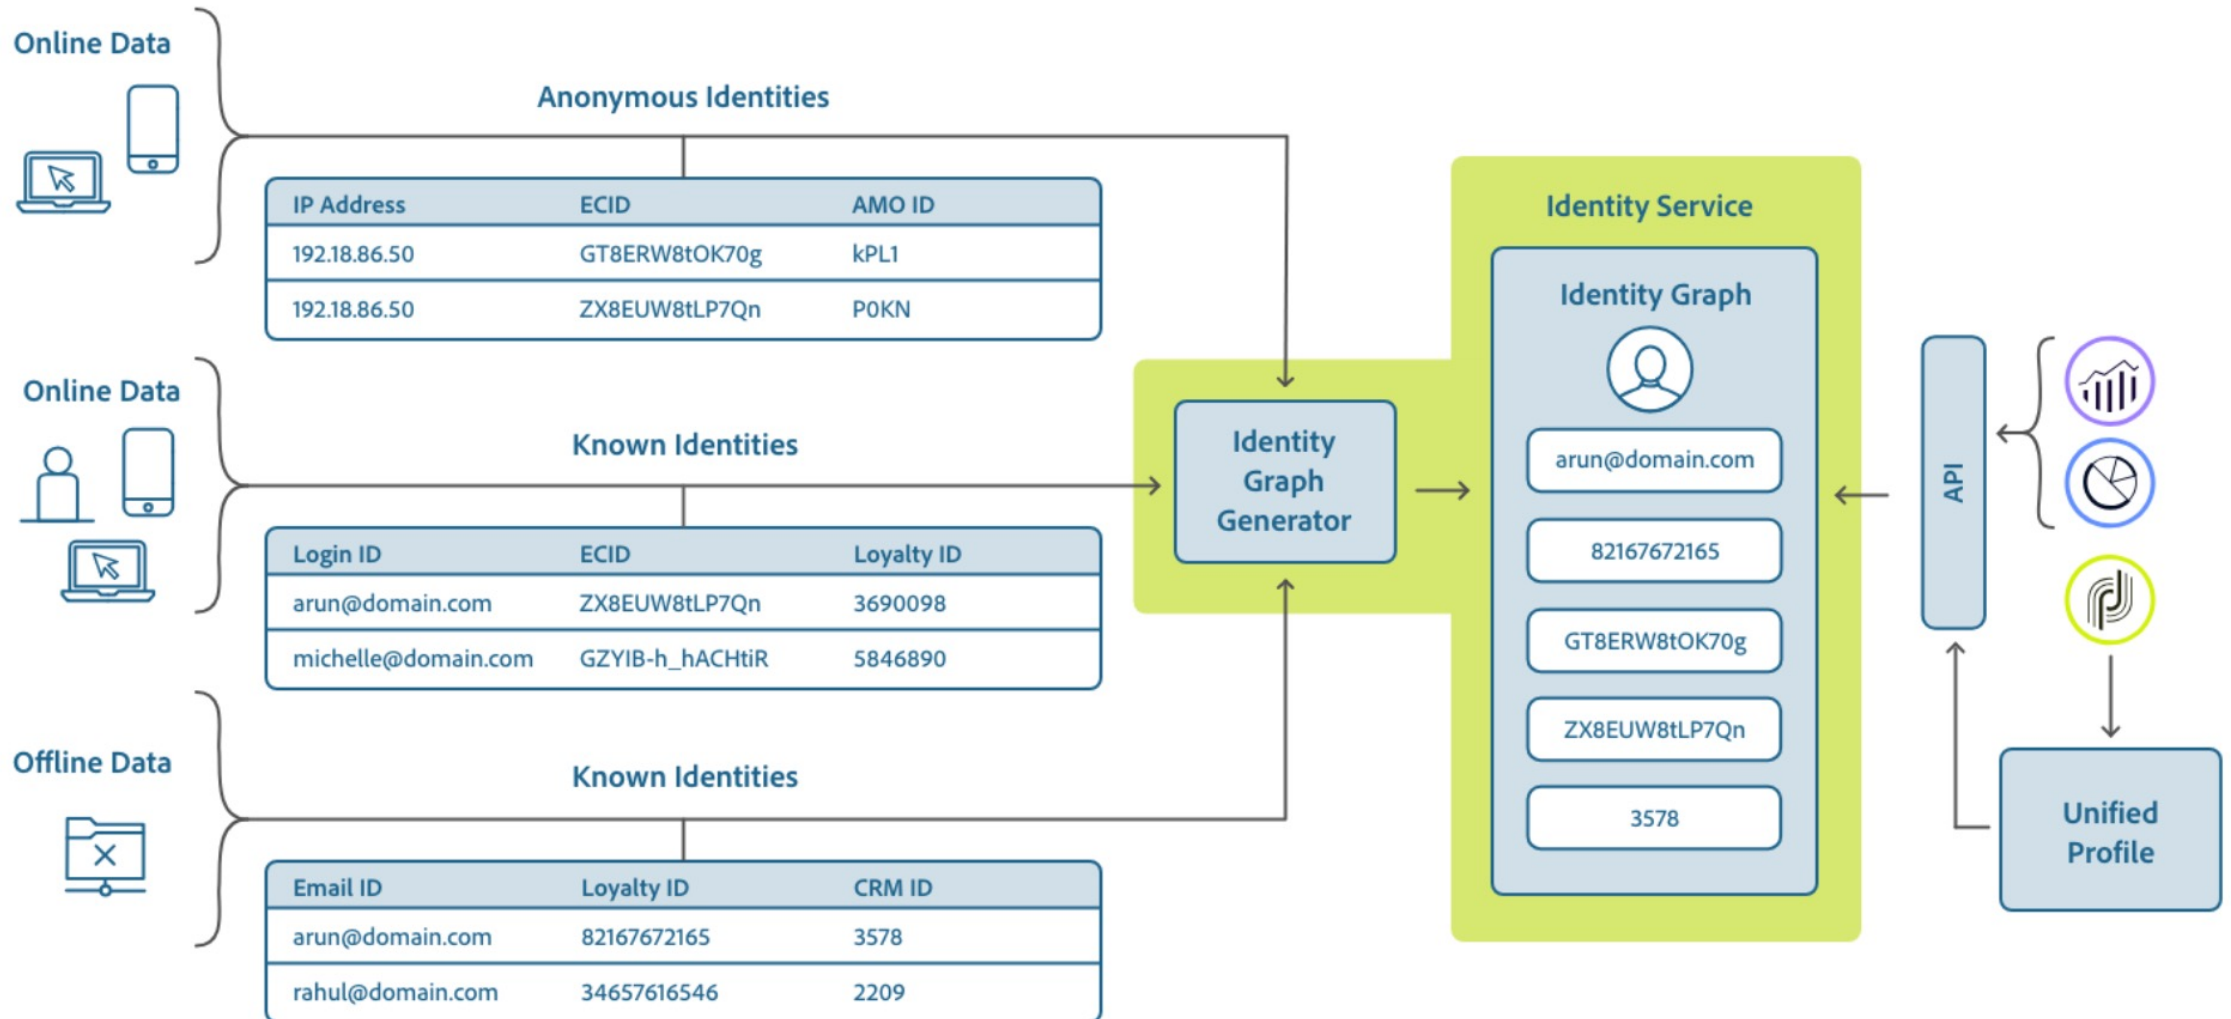 Online Data
Anonymous Identities
IP Address ECID AMO ID
192.18.86.50 GT8ERW8tOK70g kPL1
192.18.86.50 ZX8EUW8tLP7Qn P0KN
Online Data
Known Identities
Login ID ECID Loyalty ID
arun@domain.com ZX8EUW8tLP7Qn 3690098
michelle@domain.com GZYIB-h_hACHtiR 5846890
Offline Data
Known Identities
Email ID Loyalty ID CRM ID
arun@domain.com 82167672165 3578
rahul@domain.com 34657616546 2209
Identity
Graph
Generator
Identity Service
Identity Graph
arun@domain.com
82167672165
GT8ERW8tOK70g
ZX8EUW8tLP7Qn
3578
API
Unified
Profile